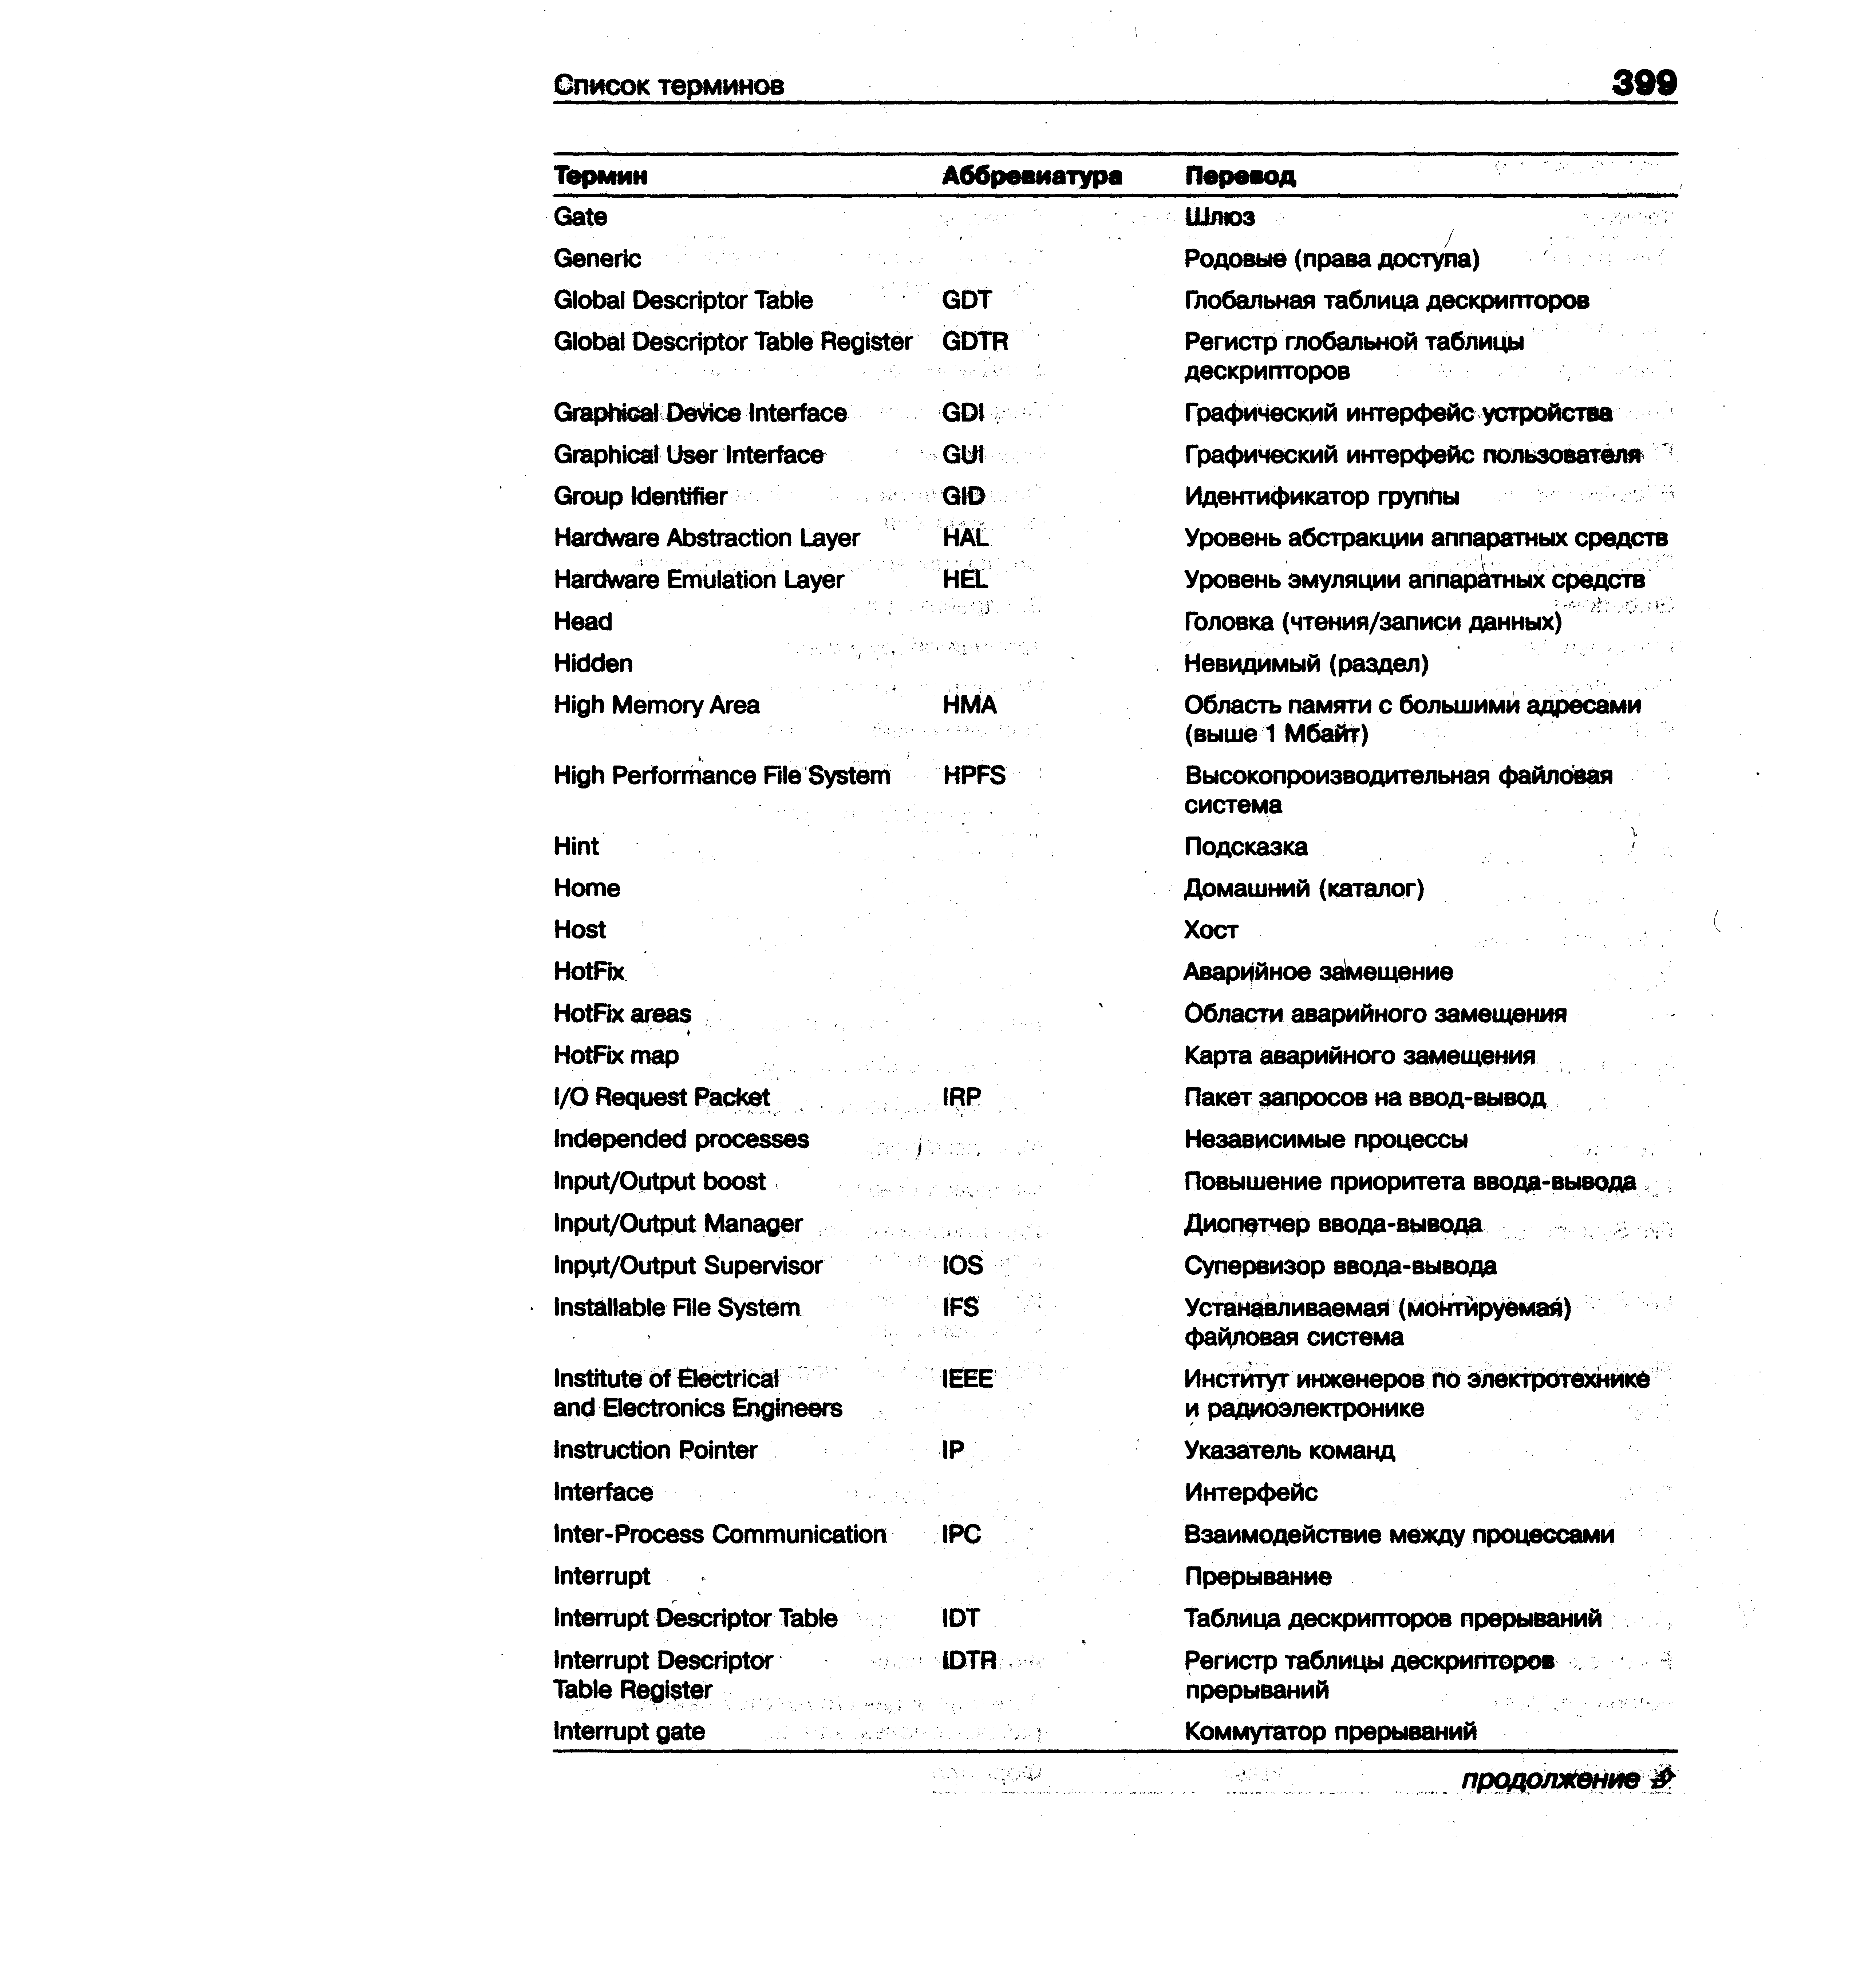 Список терминов 399
Термин Аббревиатура Перевод
Gate Шлюз
Generic Родовые (права доступа)
Global Descriptor Table GDT Глобальная таблица дескрипторов
Global Descriptor Table Register GDTR Регистр глобальной таблицы
дескрипторов
Graphical Device Interface GDI Графический интерфейс устройства
Graphical User Interface GUI Графический интерфейс пользователя
Group Identifier GID Идентификатор группы
Hardware Abstraction Layer HAL Уровень абстракции аппаратных средств
Hardware Emulation Layer HEL Уровень эмуляции аппаратных средств
Head Головка (чтения/записи данных)
Hidden Невидимый (раздел)
High Memory Area HMA Область памяти с большими адресами
(выше 1 Мбайт)
High Performance File System HPFS Высокопроизводительная файловая
система
Hint Подсказка
Home Домашний (каталог)
Host Хост
HotFix Аварийное замещение
HotFix areas Области аварийного замещения
HotFix map Карта аварийного замещения
I/O Request Packet IRP Пакет запросов на ввод-вывод
Independed processes Независимые процессы
Input/Output boost Повышение приоритета ввода-вывода
Input/Output Manager Диспетчер ввода-вывода
Input/Output Supervisor IOS Супервизор ввода-вывода
Installable File System IFS Устанавливаемая (монтируемая)
файловая система
Institute of Electrical IEEE Институт инженеров по электротехнике
and Electronics Engineers и радиоэлектронике
Instruction Pointer IP Указатель команд
Interface Интерфейс
Inter-Process Communication IPC Взаимодействие между процессами
Interrupt Прерывание
Interrupt Descriptor Table IDT Таблица дескрипторов прерываний
Interrupt Descriptor IDTR Регистр таблицы дескрипторов
Table Register прерываний
Interrupt gate Коммутатор прерываний
продолжение